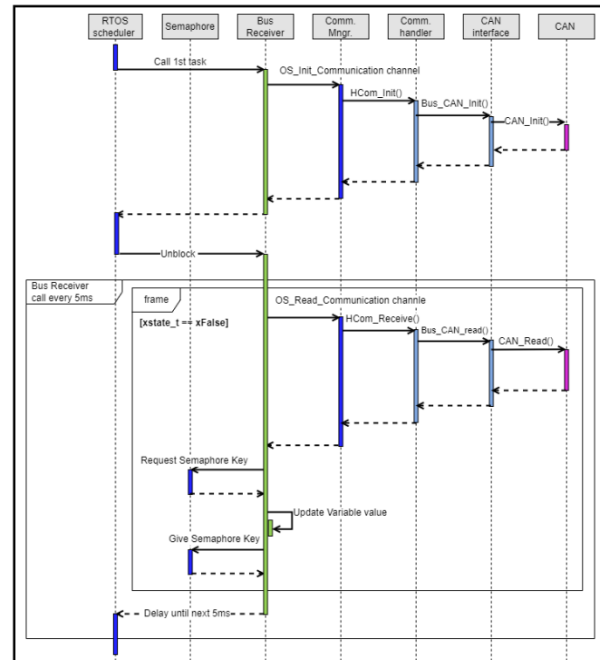 RTOS
scheduler
Semaphore
Bus
Receiver
Comm.
Mngr.
Comm.
handler
CAN
interface
CAN
Call 1st task
OS_Init_Communication channel
HCom_Init()
Bus_CAN_Init()
CAN_Init()
Unblock
Bus Receiver
call every 5ms
frame
[xstate_t == xFalse]
OS_Read_Communication channle
HCom_Receive()
Bus_CAN_read()
CAN_Read()
Request Semaphore Key
Update Variable value
Give Semaphore Key
Delay until next 5ms